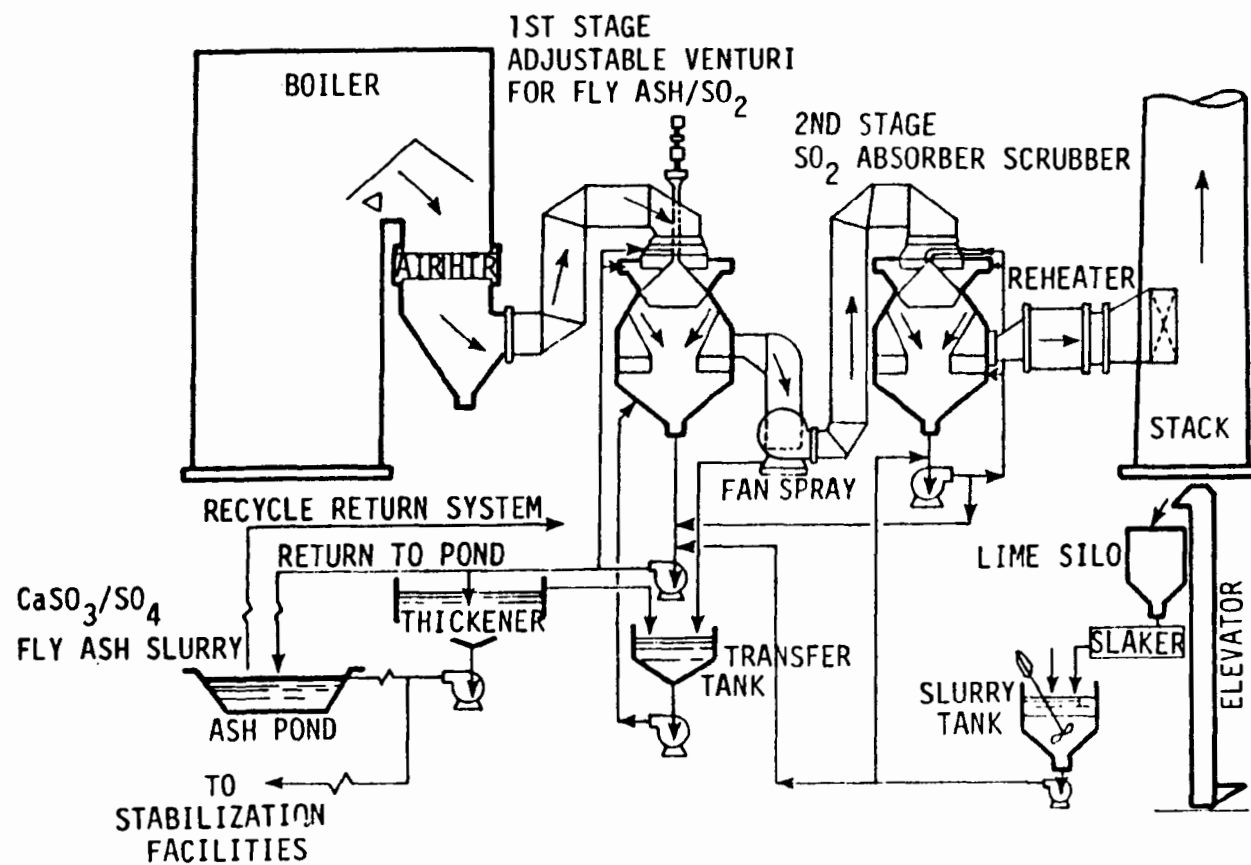 1ST STAGE
ADJUSTABLE VENTURI
FOR FLY ASH/SO2
BOILER
2ND STAGE
SO2 ABSORBER SCRUBBER
AIR HTR
REHEATER
STACK
FAN SPRAY
RECYCLE RETURN SYSTEM
RETURN TO POND
LIME SILO
CaSO3/SO4
FLY ASH SLURRY
THICKENER
SLAKER
ELEVATOR
TRANSFER
TANK
SLURRY
TANK
ASH POND
TO
STABILIZATION
FACILITIES